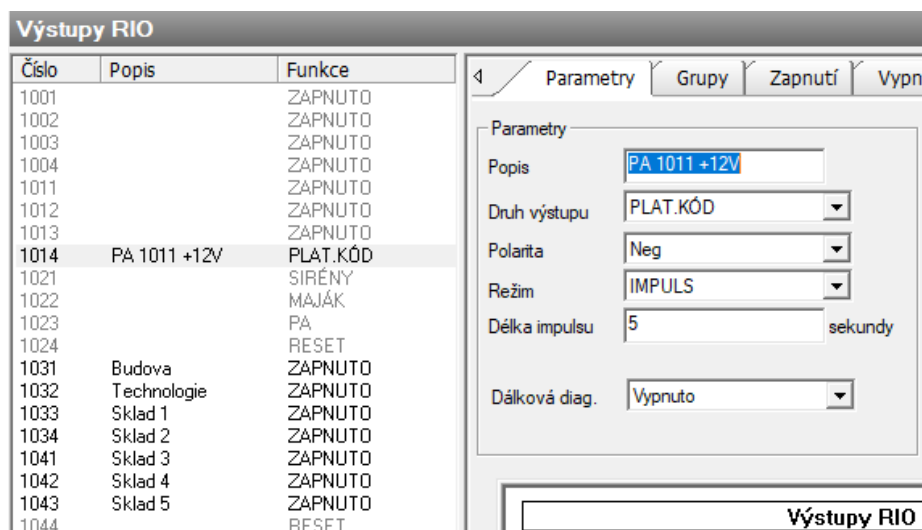 Výstupy RIO
Číslo Popis Funkce
1001 ZAPNUTO
1002 ZAPNUTO
1003 ZAPNUTO
1004 ZAPNUTO
1011 ZAPNUTO
1012 ZAPNUTO
1013 ZAPNUTO
1014 PA 1011 +12V PLAT.KÓD
1021 SIRÉNY
1022 MAJÁK
1023 PA
1024 RESET
1031 Budova ZAPNUTO
1032 Technologie ZAPNUTO
1033 Sklad 1 ZAPNUTO
1034 Sklad 2 ZAPNUTO
1041 Sklad 3 ZAPNUTO
1042 Sklad 4 ZAPNUTO
1043 Sklad 5 ZAPNUTO
1044 RESET
Parametry Grupy Zapnutí Vypn
Parametry
Popis PA 1011 +12V
Druh výstupu PLAT.KÓD
Polarita Neg
Režim IMPULS
Délka impulsu 5 sekundy
Dálková diag. Vypnuto
Výstupy RIO